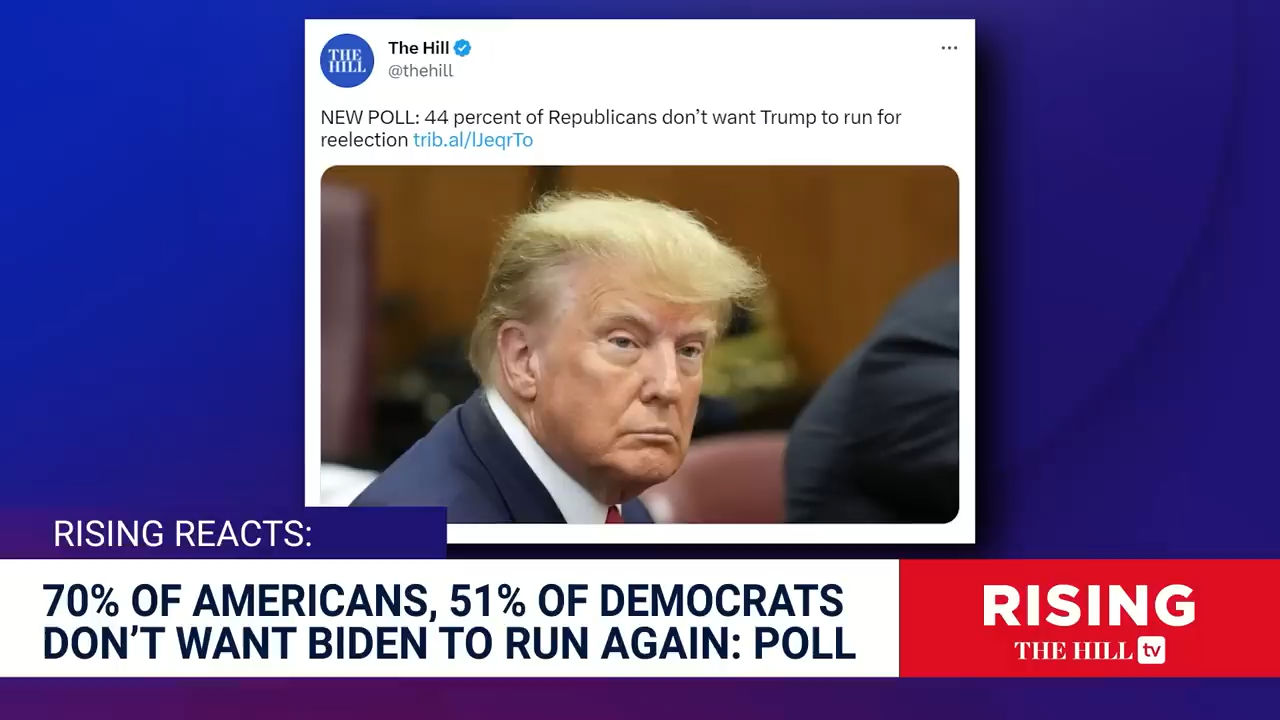 THE
HILL
The Hill
@thehill
NEW POLL: 44 percent of Republicans don’t want Trump to run for
reelection trib.al/lJeqrTo
RISING REACTS:
70% OF AMERICANS, 51% OF DEMOCRATS
DON’T WANT BIDEN TO RUN AGAIN: POLL
RISING
THE HILL tv